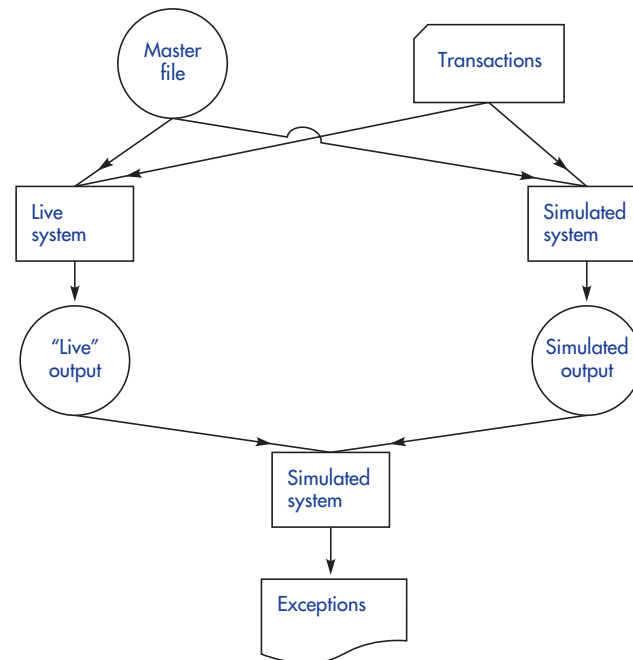 Master
file
Transactions
Live
system
Simulated
system
“Live”
output
Simulated
output
Simulated
system
Exceptions